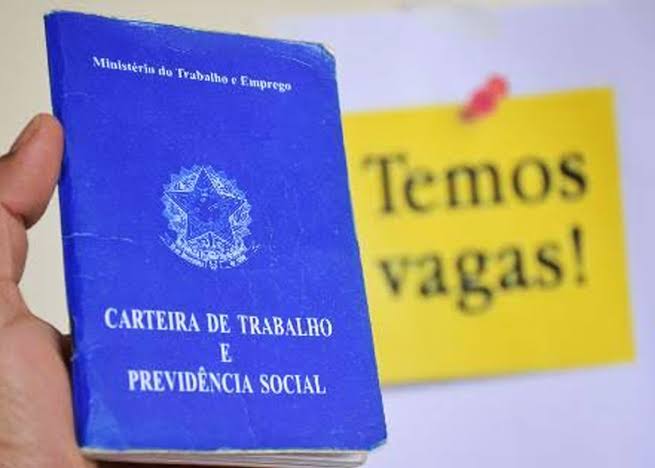 Ministério do Trabalho e Emprego
CARTEIRA DE TRABALHO
E
PREVIDÊNCIA SOCIAL
Temos
vagas!